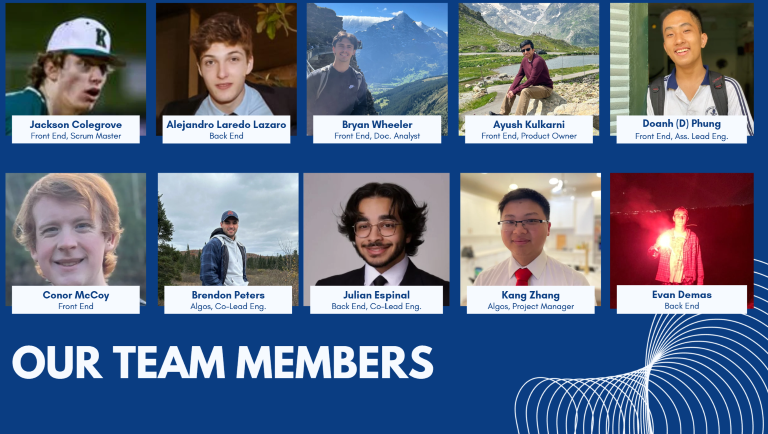 K
Jackson Colegrove
Front End, Scrum Master
Alejandro Laredo Lazaro
Back End
Bryan Wheeler
Front End, Doc. Analyst
Ayush Kulkarni
Front End, Product Owner
Doanh (D) Phung
Front End, Ass. Lead Eng.
Conor McCoy
Front End
Brendon Peters
Algos, Co-Lead Eng.
Julian Espinal
Back End, Co-Lead Eng.
Kang Zhang
Algos, Project Manager
Evan Demas
Back End
OUR TEAM MEMBERS